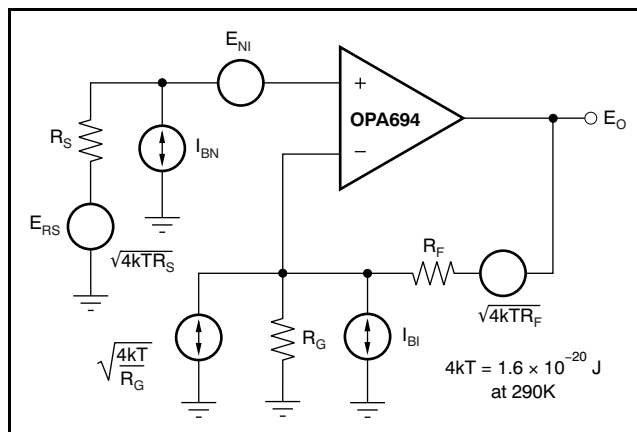 E_NI
+
OPA694
−
E_O
R_S
I_BN
E_RS
√4kTR_S
R_F
√4kTR_F
√4kT/R_G
R_G
I_BI
4kT = 1.6 × 10^−20 J
at 290K